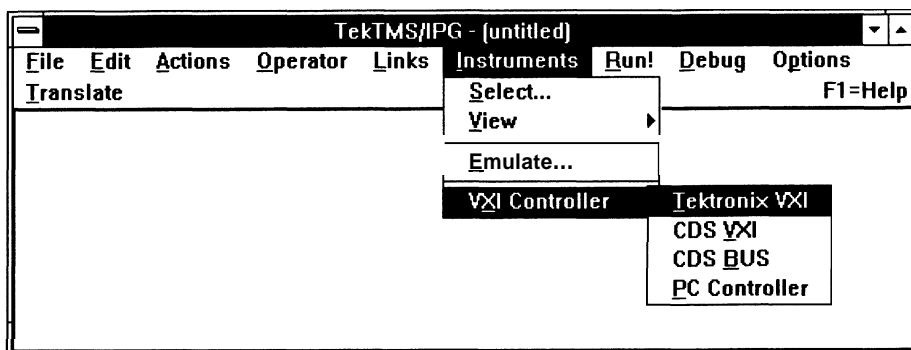 TekTMS/IPG - (untitled)
File Edit Actions Operator Links Instruments Run! Debug Options
Translate F1=Help
Select...
View
Emulate...
VXI Controller Tektronix VXI
CDS VXI
CDS BUS
PC Controller